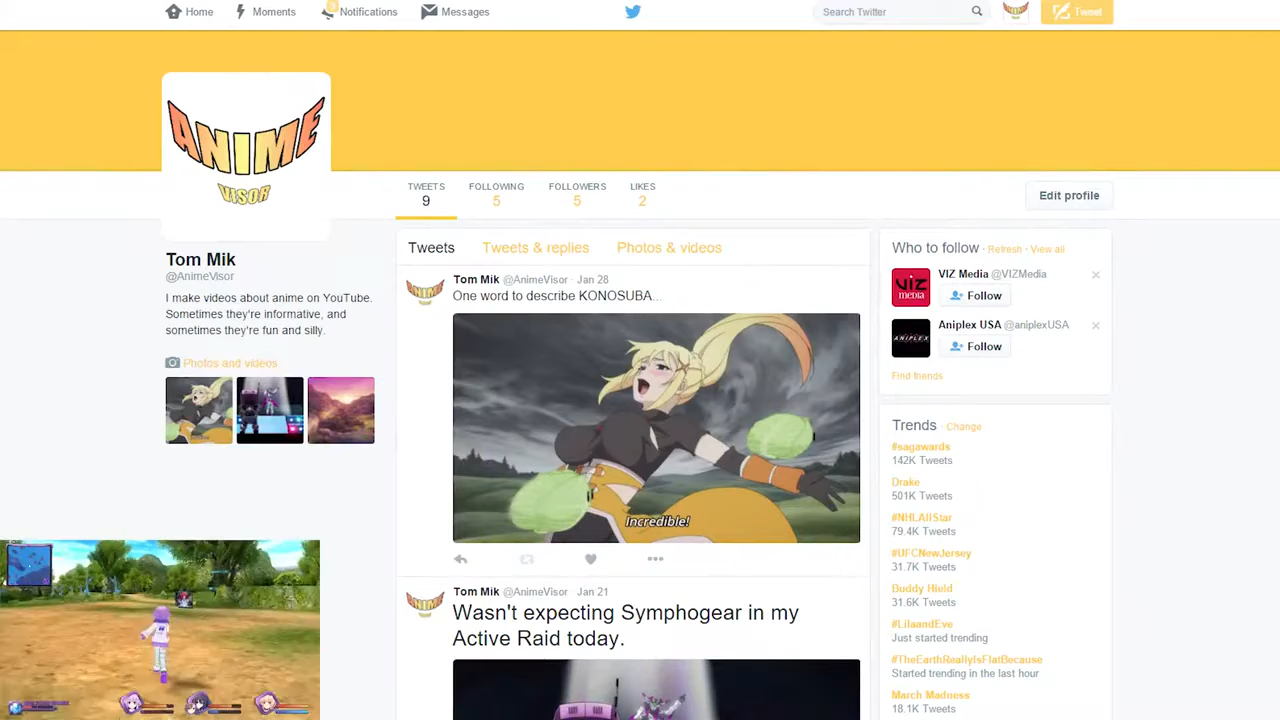 Home
Moments
3
Notifications
Messages
Search Twitter
Tweet
ANIME
VISOR
TWEETS
9
FOLLOWING
5
FOLLOWERS
5
LIKES
2
Edit profile
Tom Mik
@AnimeVisor
I make videos about anime on YouTube.
Sometimes they're informative, and
sometimes they're fun and silly.
Photos and videos
Tweets
Tweets & replies
Photos & videos
Tom Mik @AnimeVisor · Jan 28
One word to describe KONOSUBA...
Incredible!
Tom Mik @AnimeVisor · Jan 21
Wasn't expecting Symphogear in my
Active Raid today.
Who to follow · Refresh · View all
VIZ media
VIZ Media @VIZMedia
Follow
ANIPLEX
Aniplex USA @aniplexUSA
Follow
Find friends
Trends · Change
#sagawards
142K Tweets
Drake
501K Tweets
#NHLAllStar
79.4K Tweets
#UFCNewJersey
31.7K Tweets
Buddy Hield
31.6K Tweets
#LilaandEve
Just started trending
#TheEarthReallyIsFlatBecause
Started trending in the last hour
March Madness
18.1K Tweets